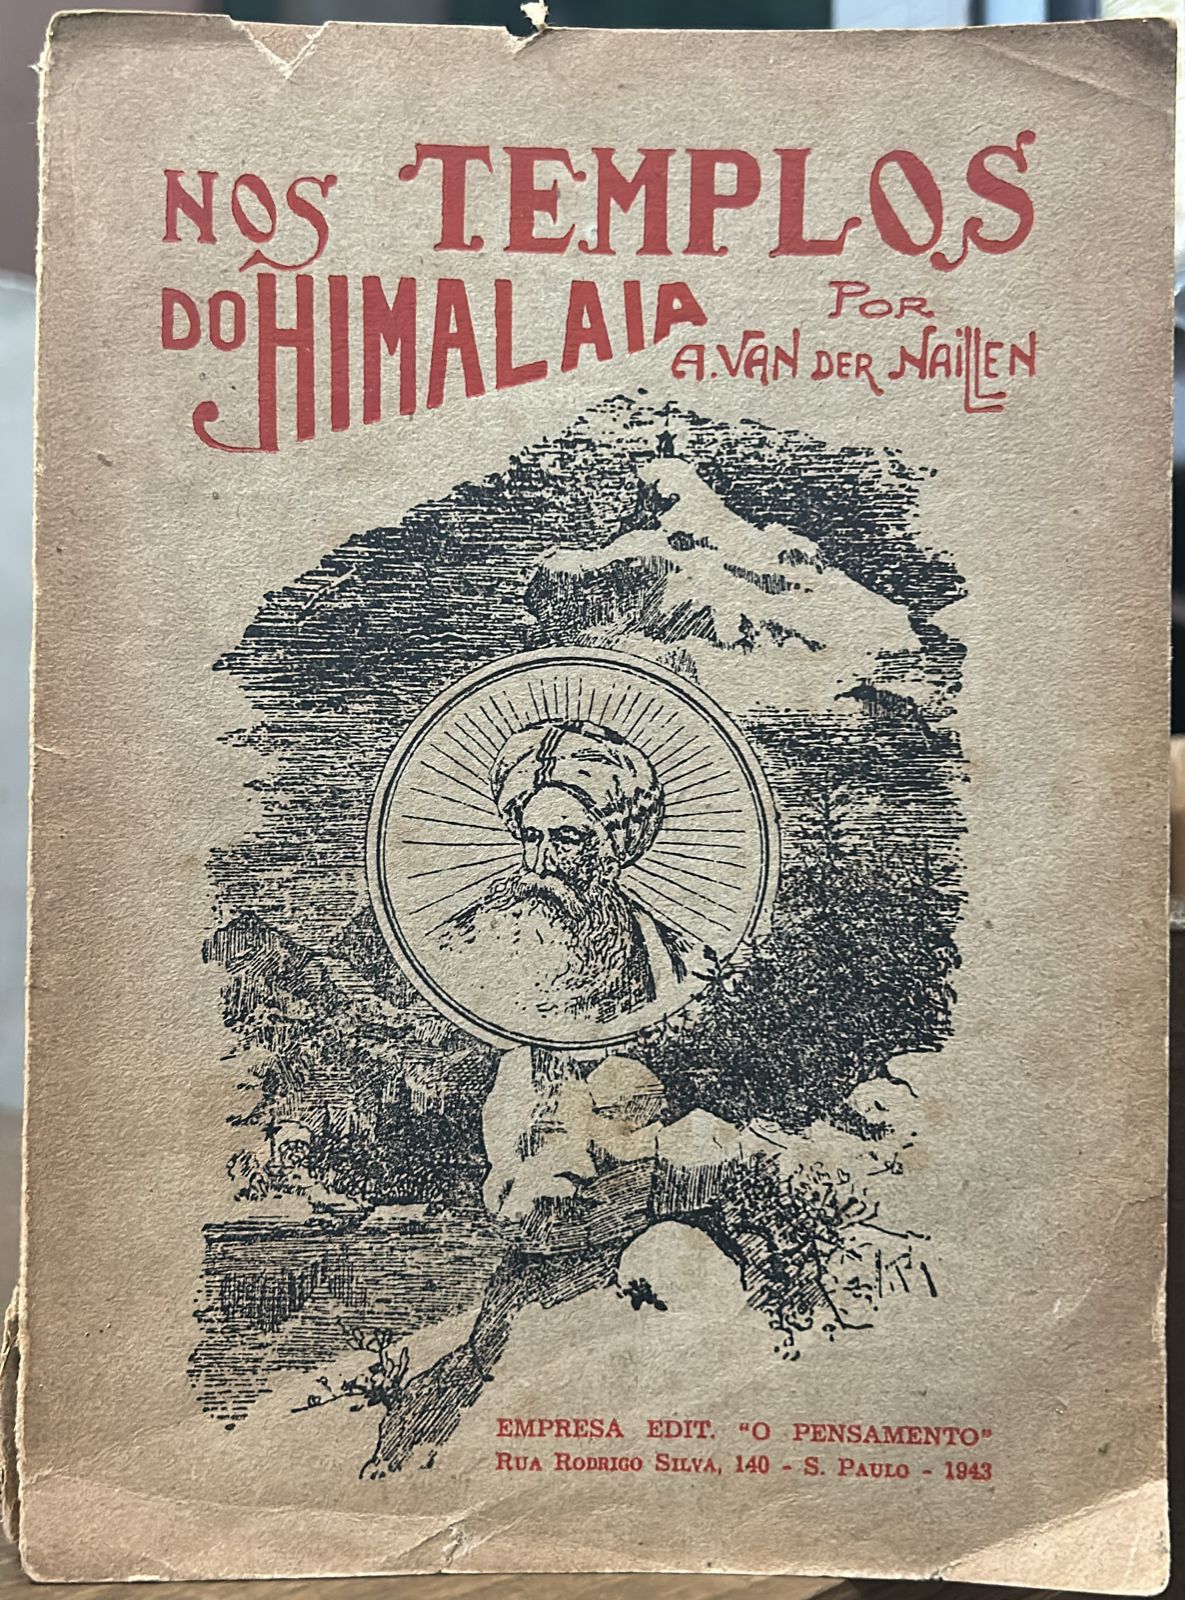 NOS TEMPLOS
DO HIMALAIA
POR
A. VAN DER NAILLEN
EMPRESA EDIT. "O PENSAMENTO"
RUA RODRIGO SILVA, 140 - S. PAULO - 1943